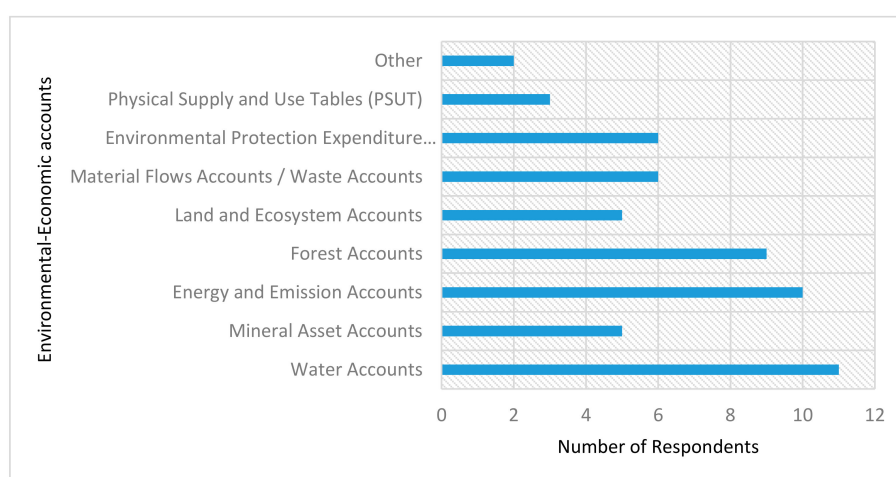 Environmental-Economic accounts
Other
Physical Supply and Use Tables (PSUT)
Environmental Protection Expenditure...
Material Flows Accounts / Waste Accounts
Land and Ecosystem Accounts
Forest Accounts
Energy and Emission Accounts
Mineral Asset Accounts
Water Accounts
0 2 4 6 8 10 12
Number of Respondents